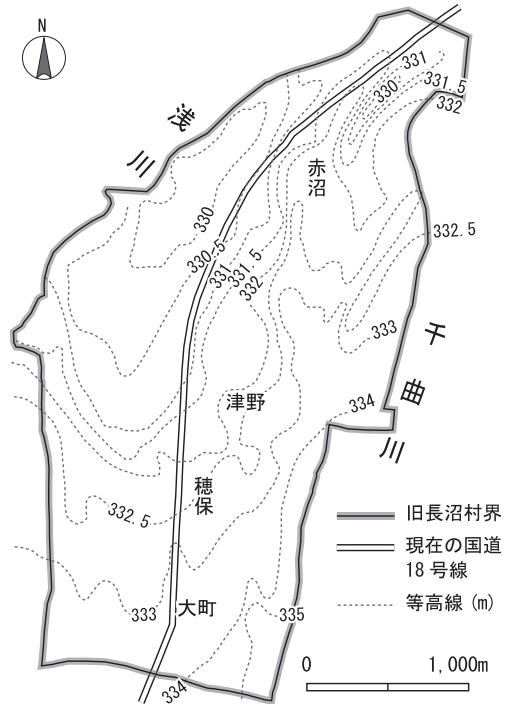 N
浅川
331
330
331.5
332
赤沼
330
332.5
330.5
331
331.5
332
333
千曲川
334
津野
穂保
332.5
333
大町
335
334
旧長沼村界
現在の国道
18号線
等高線(m)
0 1,000m